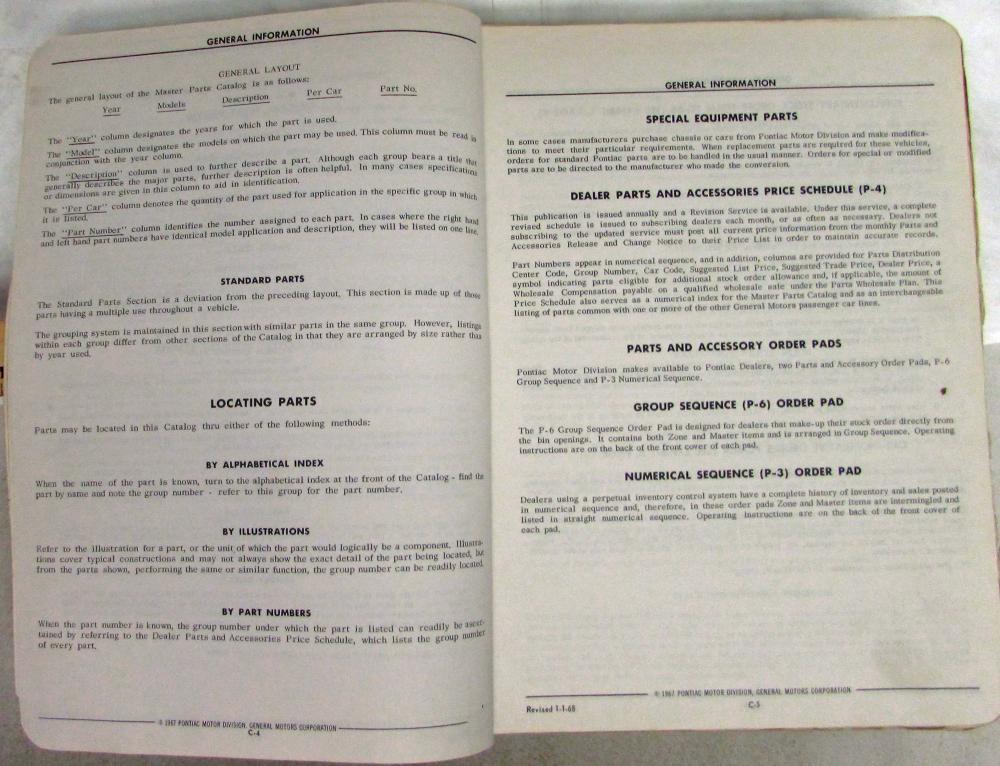 GENERAL INFORMATION
GENERAL LAYOUT
The general layout of the Master Parts Catalog is as follows:
Year Models Description Per Car Part No.
The "Year" column designates the years for which the part is used.
The "Model" column designates the models on which the part may be used. This column must be read in
conjunction with the year column.
The "Description" column is used to further describe a part. Although each group bears a title that
generally describes the major parts, further description is often helpful. In many cases specifications
or dimensions are given in this column to aid in identification.
The "Per Car" column denotes the quantity of the part used for application in the specific group in which
it is listed.
The "Part Number" column identifies the number assigned to each part. In cases where the right hand
and left hand part numbers have identical model application and description, they will be listed on one line.
STANDARD PARTS
The Standard Parts Section is a deviation from the preceding layout. This section is made up of those
parts having a multiple use throughout a vehicle.
The grouping system is maintained in this section with similar parts in the same group. However, listings
within each group differ from other sections of the Catalog in that they are arranged by size rather than
by year used.
LOCATING PARTS
Parts may be located in this Catalog thru either of the following methods:
BY ALPHABETICAL INDEX
When the name of the part is known, turn to the alphabetical index at the front of the Catalog - find the
part by name and note the group number - refer to this group for the part number.
BY ILLUSTRATIONS
Refer to the illustration for a part, or the unit of which the part would logically be a component. Illustra-
tions cover typical constructions and may not always show the exact detail of the part being located, but
from the parts shown, performing the same or similar function, the group number can be readily located.
BY PART NUMBERS
When the part number is known, the group number under which the part is listed can readily be ascer-
tained by referring to the Dealer Parts and Accessories Price Schedule, which lists the group number
of every part.
© 1967 PONTIAC MOTOR DIVISION, GENERAL MOTORS CORPORATION
C-4
GENERAL INFORMATION
SPECIAL EQUIPMENT PARTS
In some cases manufacturers purchase chassis or cars from Pontiac Motor Division and make modifica-
tions to meet their particular requirements. When replacement parts are required for these vehicles,
orders for standard Pontiac parts are to be handled in the usual manner. Orders for special or modified
parts are to be directed to the manufacturer who made the conversion.
DEALER PARTS AND ACCESSORIES PRICE SCHEDULE (P-4)
This publication is issued annually and a Revision Service is available. Under this service, a complete
revised schedule is issued to subscribing dealers each month, or as often as necessary. Dealers not
subscribing to the updated service must post all current price information from the monthly Parts and
Accessories Release and Change Notice to their Price List in order to maintain accurate records.
Part Numbers appear in numerical sequence, and in addition, columns are provided for Parts Distribution
Center Code, Group Number, Car Code, Suggested List Price, Suggested Trade Price, Dealer Price, a
symbol indicating parts eligible for additional stock order allowance and, if applicable, the amount of
Wholesale Compensation payable on a qualified wholesale sale under the Parts Wholesale Plan. This
Price Schedule also serves as a numerical index for the Master Parts Catalog and as an interchangeable
listing of parts common with one or more of the other General Motors passenger car lines.
PARTS AND ACCESSORY ORDER PADS
Pontiac Motor Division makes available to Pontiac Dealers, two Parts and Accessory Order Pads, P-6
Group Sequence and P-3 Numerical Sequence.
GROUP SEQUENCE (P-6) ORDER PAD
The P-6 Group Sequence Order Pad is designed for dealers that make-up their stock order directly from
the bin openings. It contains both Zone and Master items and is arranged in Group Sequence. Operating
instructions are on the back of the front cover of each pad.
NUMERICAL SEQUENCE (P-3) ORDER PAD
Dealers using a perpetual inventory control system have a complete history of inventory and sales posted
in numerical sequence and, therefore, in these order pads Zone and Master items are intermingled and
listed in straight numerical sequence. Operating instructions are on the back of the front cover of
each pad.
© 1967 PONTIAC MOTOR DIVISION, GENERAL MOTORS CORPORATION
Revised 1-1-68
C-5